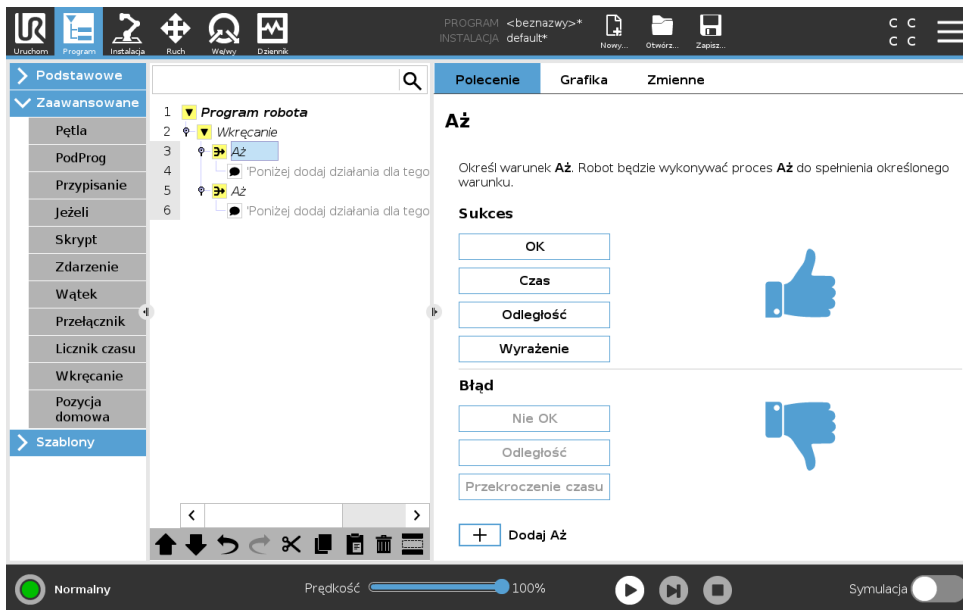 UR
PROGRAM <beznazwy>*
INSTALACJA default*
C C
C C
Uruchom Program Instalacja Ruch We/wy Dziennik Nowy... Otwórz... Zapisz...
Podstawowe
Zaawansowane
Pętla
PodProg
Przypisanie
Jeżeli
Skrypt
Zdarzenie
Wątek
Przełącznik
Licznik czasu
Wkręcanie
Pozycja
domowa
Szablony
1 Program robota
2 Wkręcanie
3 Aż
4 'Poniżej dodaj działania dla tego
5 Aż
6 'Poniżej dodaj działania dla tego
Polecenie Grafika Zmienne
Aż
Określ warunek Aż. Robot będzie wykonywać proces Aż do spełnienia określonego
warunku.
Sukces
OK
Czas
Odległość
Wyrażenie
Błąd
Nie OK
Odległość
Przekroczenie czasu
+ Dodaj Aż
Normalny
Prędkość 100%
Symulacja